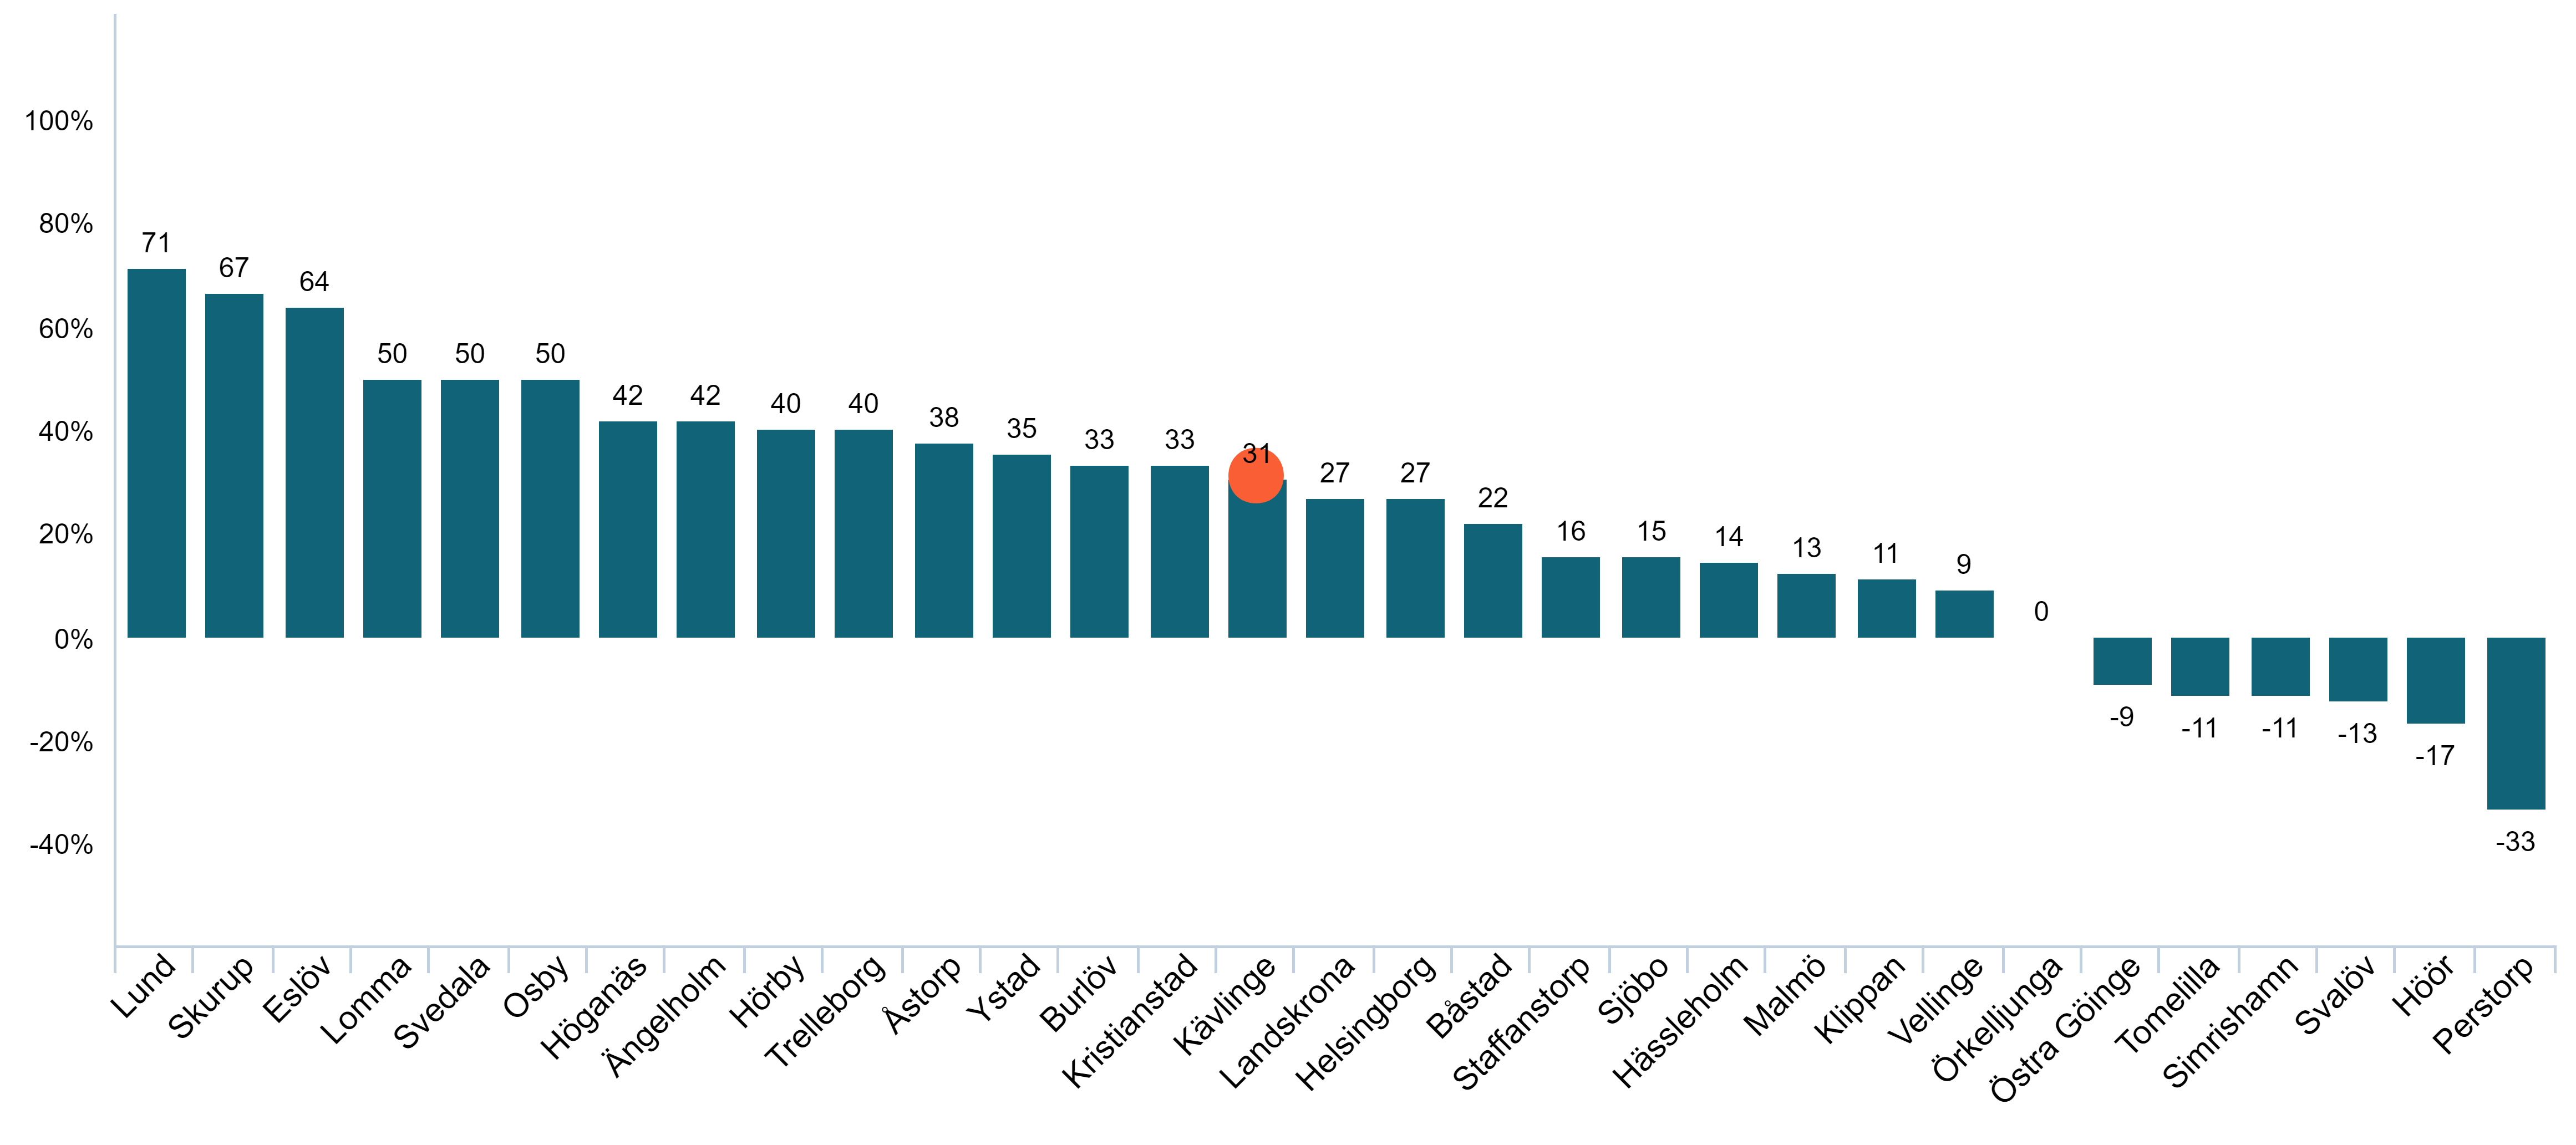 100%
80%
60%
40%
20%
0%
-20%
-40%
71
67
64
50
50
50
42
42
40
40
38
35
33
33
31
27
27
22
16
15
14
13
11
9
0
-9
-11
-11
-13
-17
-33
Lund
Skurup
Eslöv
Lomma
Svedala
Osby
Höganäs
Ängelholm
Hörby
Trelleborg
Åstorp
Ystad
Burlöv
Kristianstad
Kävlinge
Landskrona
Helsingborg
Båstad
Staffanstorp
Sjöbo
Hässleholm
Malmö
Klippan
Vellinge
Örkelljunga
Östra Göinge
Tomelilla
Simrishamn
Svalöv
Höör
Perstorp